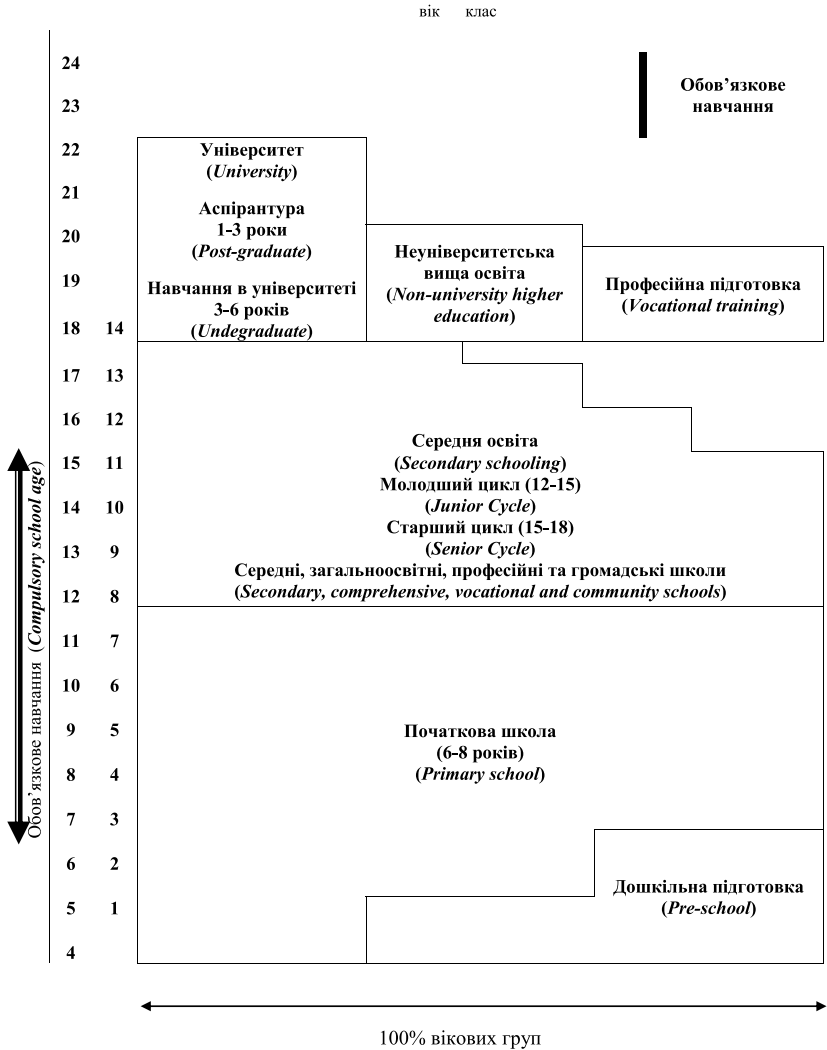 вік клас
24
23
Обов’язкове
навчання
22
Університет
(University)
21
Аспірантура
1-3 роки
(Post-graduate)
20
Неуніверситетська
вища освіта
(Non-university higher
education)
19
Навчання в університеті
3-6 років
(Undegraduate)
Професійна підготовка
(Vocational training)
18 14
17 13
16 12
Середня освіта
15 11
(Secondary schooling)
Молодший цикл (12-15)
14 10
(Junior Cycle)
Старший цикл (15-18)
13 9
(Senior Cycle)
Середні, загальноосвітні, професійні та громадські школи
12 8
(Secondary, comprehensive, vocational and community schools)
Обов’язкове навчання (Compulsory school age)
11 7
10 6
9 5
Початкова школа
(6-8 років)
8 4
(Primary school)
7 3
6 2
Дошкільна підготовка
(Pre-school)
5 1
4
100% вікових груп